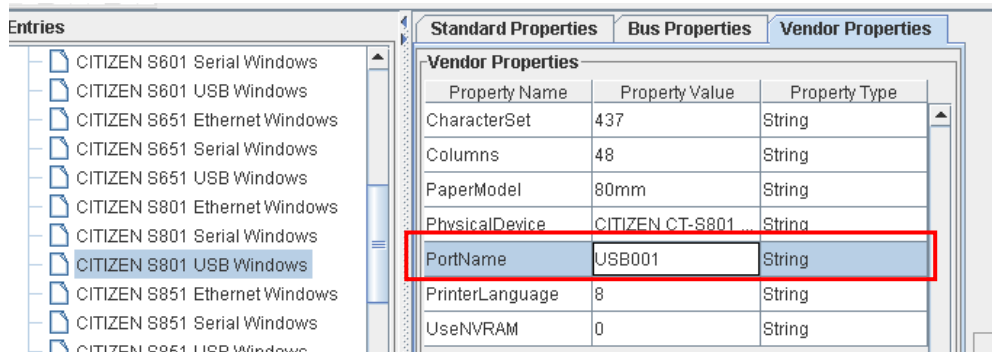 Entries
CITIZEN S601 Serial Windows
CITIZEN S601 USB Windows
CITIZEN S651 Ethernet Windows
CITIZEN S651 Serial Windows
CITIZEN S651 USB Windows
CITIZEN S801 Ethernet Windows
CITIZEN S801 Serial Windows
CITIZEN S801 USB Windows
CITIZEN S851 Ethernet Windows
CITIZEN S851 Serial Windows
CITIZEN S851 USB Windows
Standard Properties Bus Properties Vendor Properties
Vendor Properties
Property Name Property Value Property Type
CharacterSet 437 String
Columns 48 String
PaperModel 80mm String
PhysicalDevice CITIZEN CT-S801 ... String
PortName USB001 String
PrinterLanguage 8 String
UseNVRAM 0 String